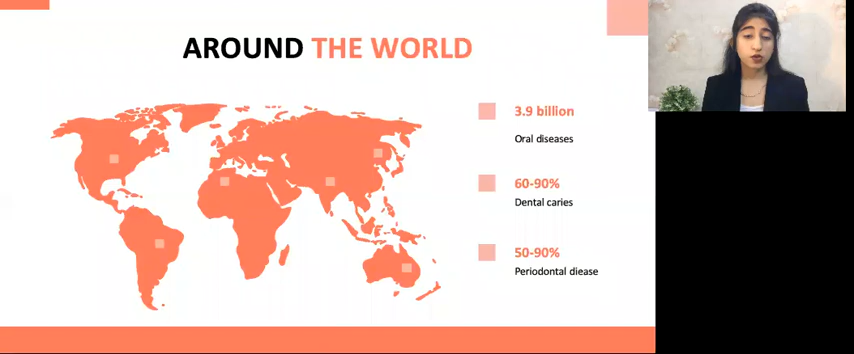 AROUND THE WORLD
3.9 billion
Oral diseases
60-90%
Dental caries
50-90%
Periodontal diease